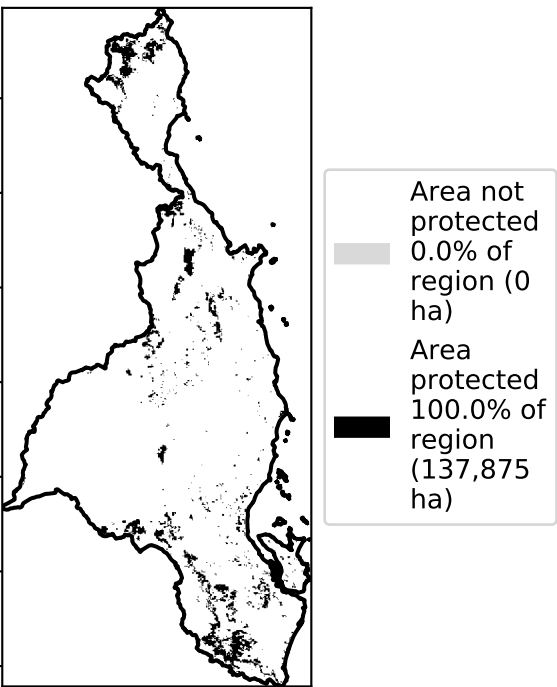 Area not
protected
0.0% of
region (0
ha)
Area
protected
100.0% of
region
(137,875
ha)